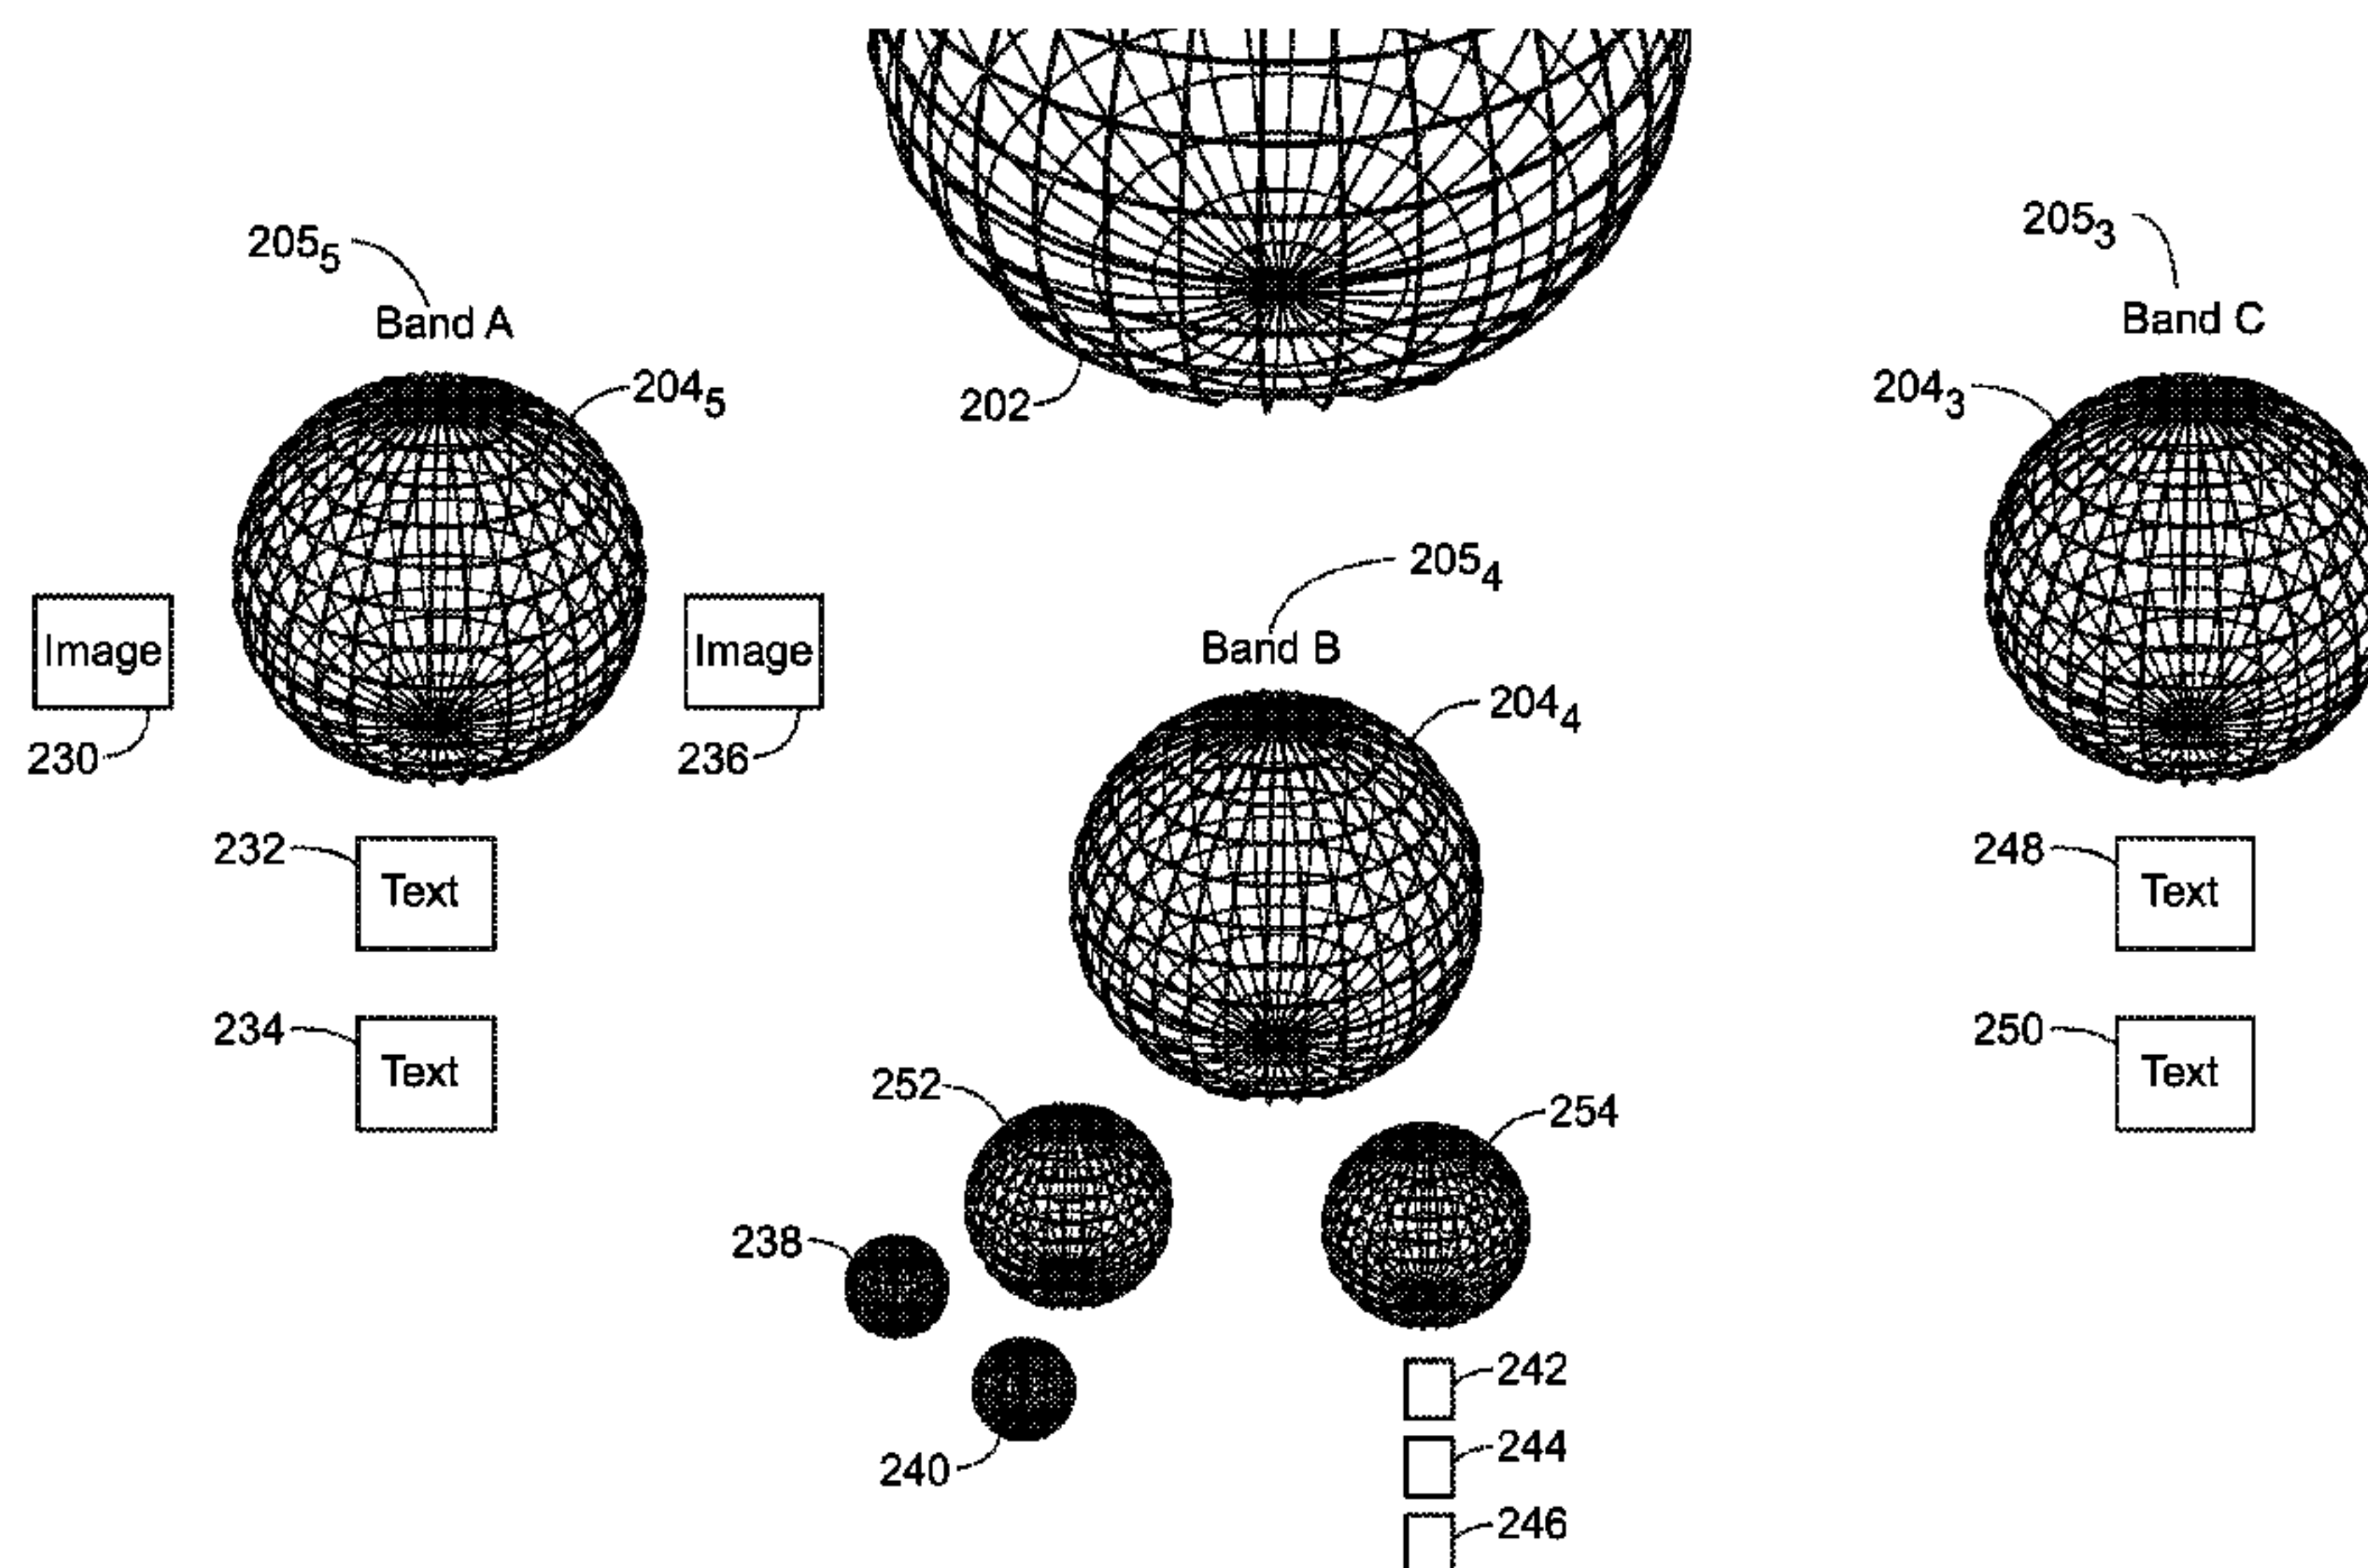 205₅
Band A
204₅
202
205₃
Band C
204₃
Image
230
Image
236
205₄
Band B
204₄
232
Text
234
Text
248
Text
250
Text
252
254
238
240
242
244
246